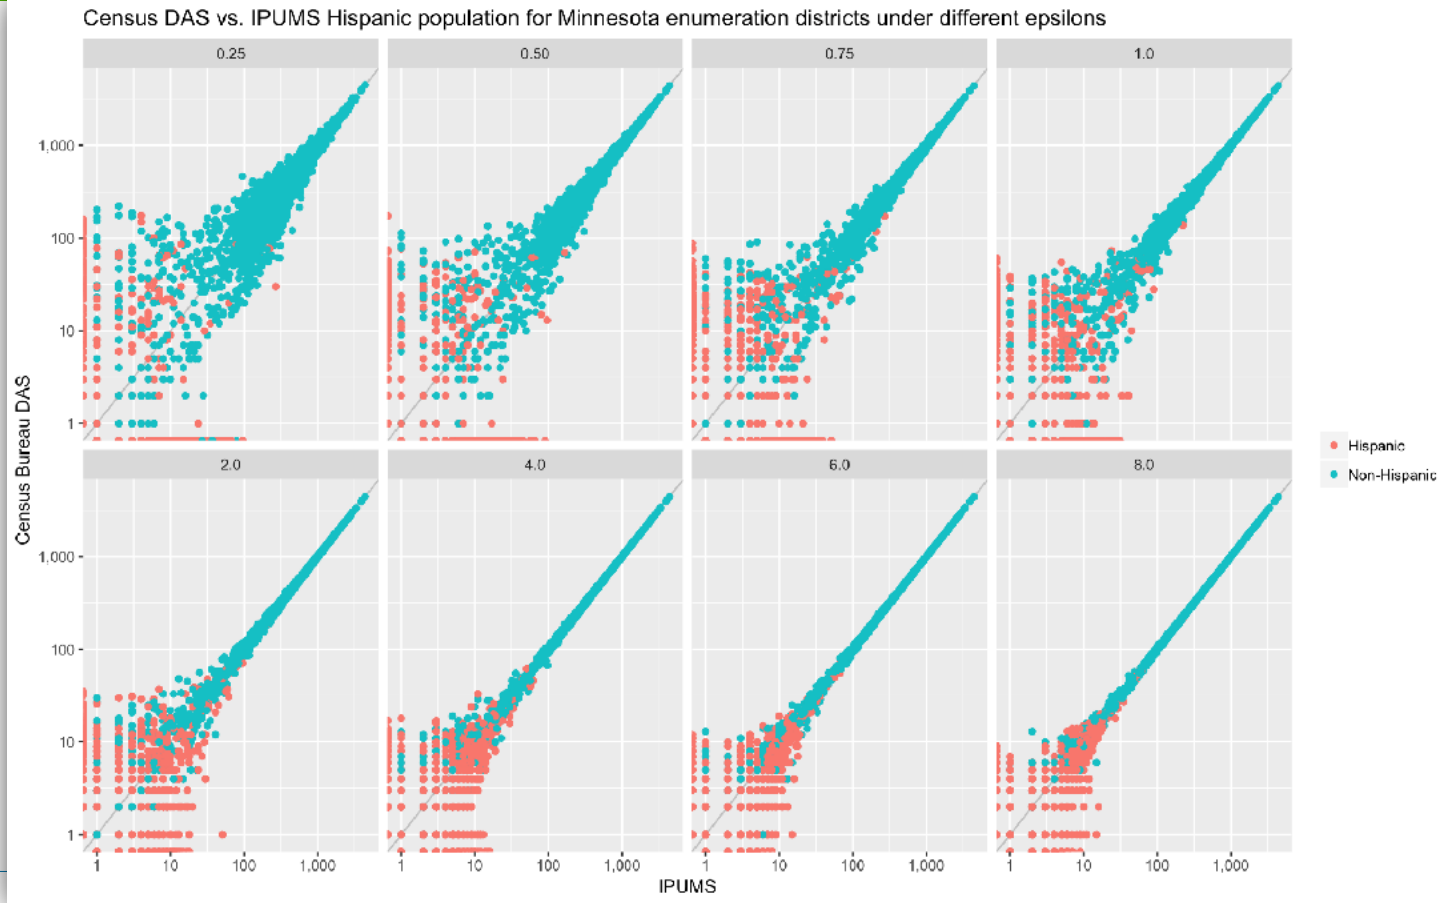 Census DAS vs. IPUMS Hispanic population for Minnesota enumeration districts under different epsilons
0.25 0.50 0.75 1.0
1,000
100
10
1
Census Bureau DAS
2.0 4.0 6.0 8.0
1,000
100
10
1
1 10 100 1,000 1 10 100 1,000 1 10 100 1,000 1 10 100 1,000
IPUMS
Hispanic
Non-Hispanic